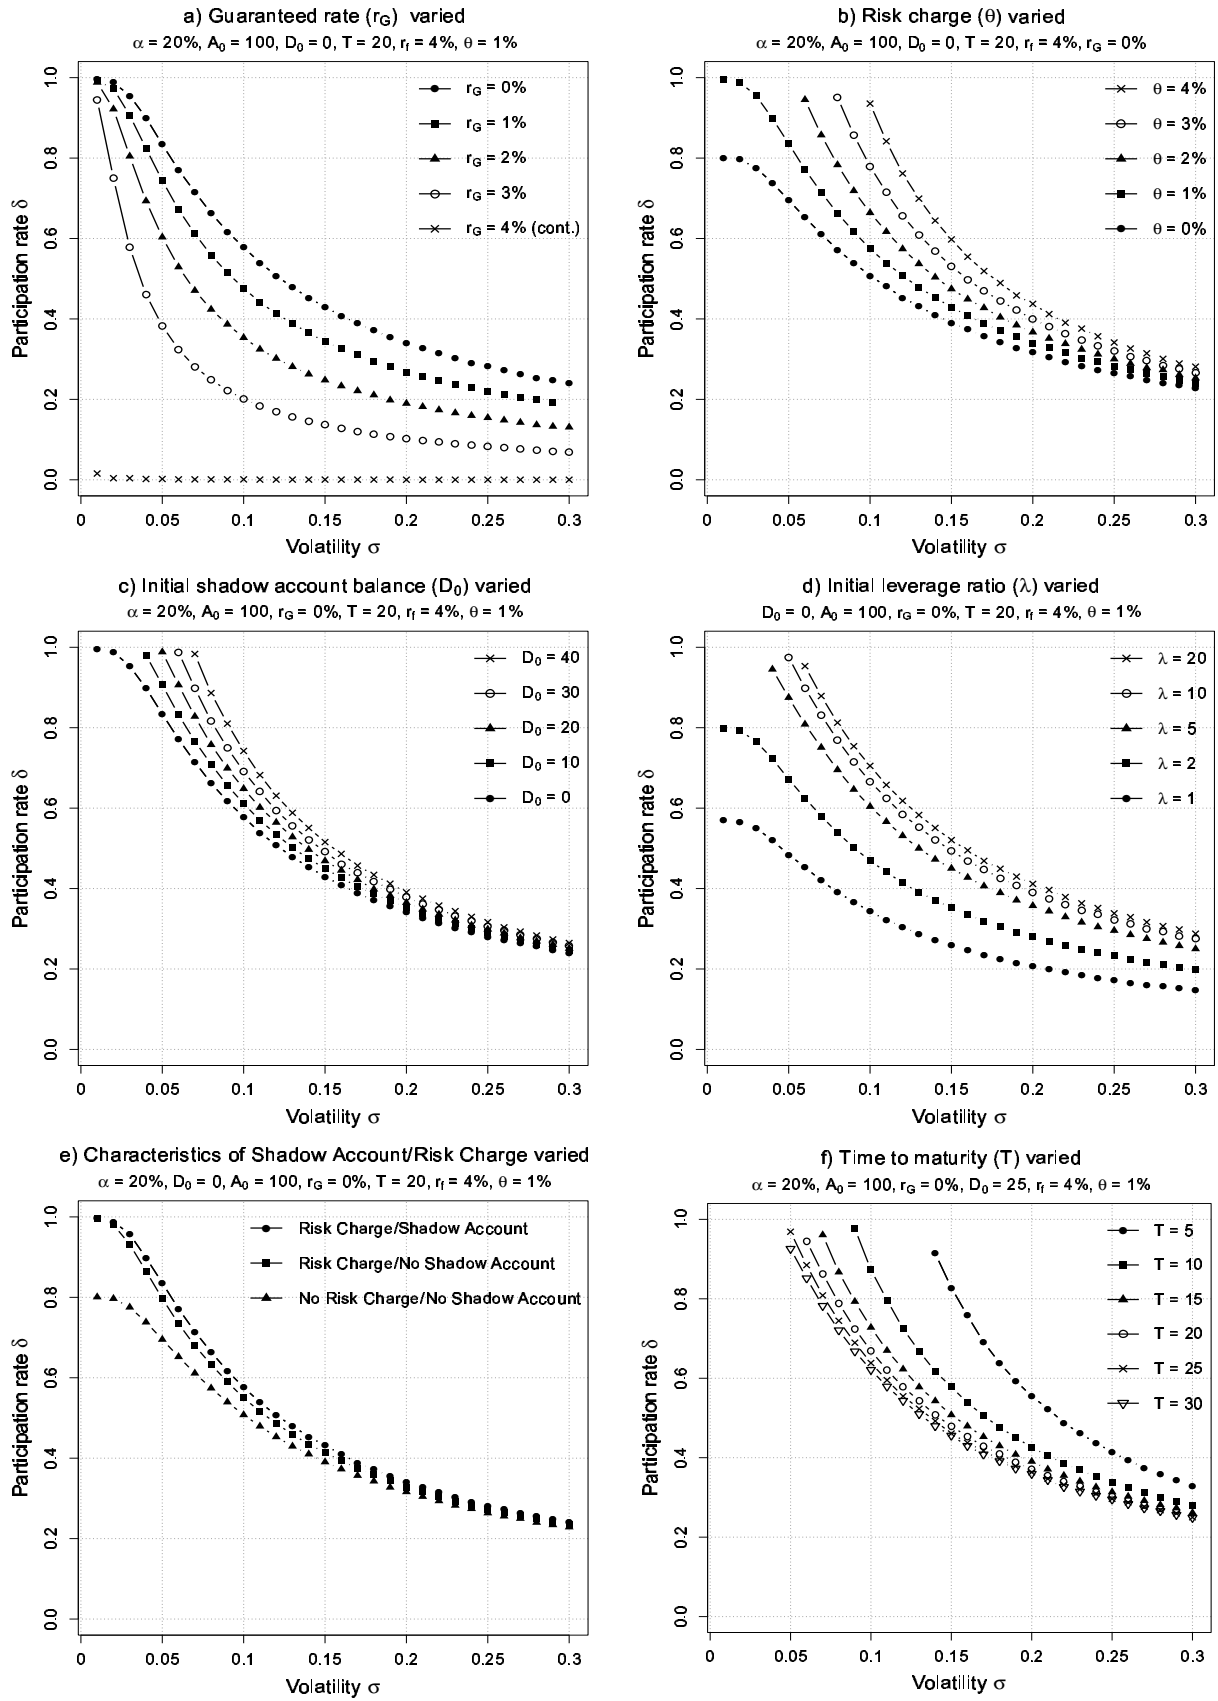 a) Guaranteed rate (rG) varied
α = 20%, A0 = 100, D0 = 0, T = 20, rf = 4%, θ = 1%
Participation rate δ
1.0
0.8
0.6
0.4
0.2
0.0
rG = 0%
rG = 1%
rG = 2%
rG = 3%
rG = 4% (cont.)
0 0.05 0.1 0.15 0.2 0.25 0.3
Volatility σ
b) Risk charge (θ) varied
α = 20%, A0 = 100, D0 = 0, T = 20, rf = 4%, rG = 0%
Participation rate δ
1.0
0.8
0.6
0.4
0.2
0.0
θ = 4%
θ = 3%
θ = 2%
θ = 1%
θ = 0%
0 0.05 0.1 0.15 0.2 0.25 0.3
Volatility σ
c) Initial shadow account balance (D0) varied
α = 20%, A0 = 100, rG = 0%, T = 20, rf = 4%, θ = 1%
Participation rate δ
1.0
0.8
0.6
0.4
0.2
0.0
D0 = 40
D0 = 30
D0 = 20
D0 = 10
D0 = 0
0 0.05 0.1 0.15 0.2 0.25 0.3
Volatility σ
d) Initial leverage ratio (λ) varied
D0 = 0, A0 = 100, rG = 0%, T = 20, rf = 4%, θ = 1%
Participation rate δ
1.0
0.8
0.6
0.4
0.2
0.0
λ = 20
λ = 10
λ = 5
λ = 2
λ = 1
0 0.05 0.1 0.15 0.2 0.25 0.3
Volatility σ
e) Characteristics of Shadow Account/Risk Charge varied
α = 20%, D0 = 0, A0 = 100, rG = 0%, T = 20, rf = 4%, θ = 1%
Participation rate δ
1.0
0.8
0.6
0.4
0.2
0.0
Risk Charge/Shadow Account
Risk Charge/No Shadow Account
No Risk Charge/No Shadow Account
0 0.05 0.1 0.15 0.2 0.25 0.3
Volatility σ
f) Time to maturity (T) varied
α = 20%, A0 = 100, rG = 0%, D0 = 25, rf = 4%, θ = 1%
Participation rate δ
1.0
0.8
0.6
0.4
0.2
0.0
T = 5
T = 10
T = 15
T = 20
T = 25
T = 30
0 0.05 0.1 0.15 0.2 0.25 0.3
Volatility σ